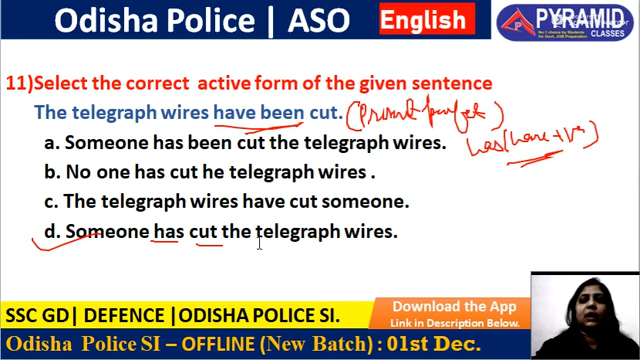 Odisha Police | ASO
English
PYRAMID
CLASSES
11)Select the correct active form of the given sentence
The telegraph wires have been cut. (Present perfect)
a. Someone has been cut the telegraph wires.
has/have + V3
b. No one has cut he telegraph wires .
c. The telegraph wires have cut someone.
d. Someone has cut the telegraph wires.
SSC GD| DEFENCE |ODISHA POLICE SI.
Download the App
Link in Description Below.
Odisha Police SI – OFFLINE (New Batch) : 01st Dec.